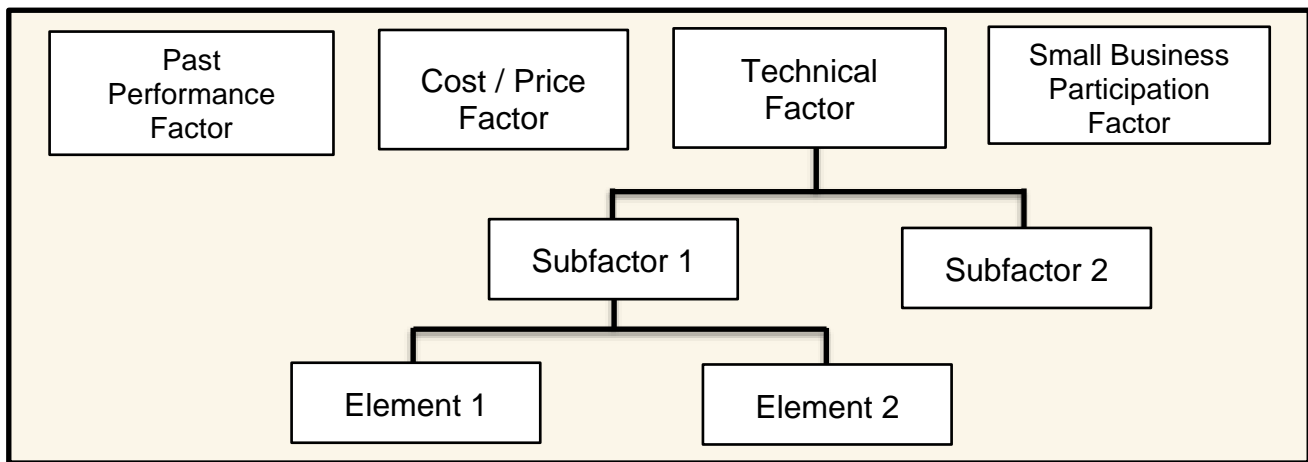 Past
Performance
Factor
Cost / Price
Factor
Technical
Factor
Small Business
Participation
Factor
Subfactor 1
Subfactor 2
Element 1
Element 2